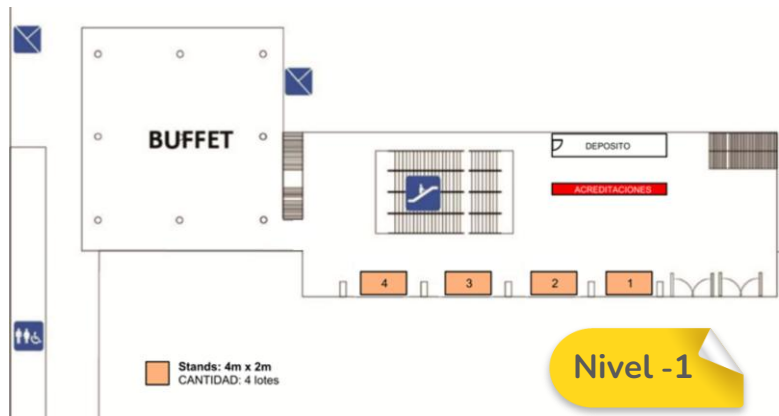 BUFFET
DEPOSITO
ACREDITACIONES
4
3
2
1
Stands: 4m x 2m
CANTIDAD: 4 lotes
Nivel -1